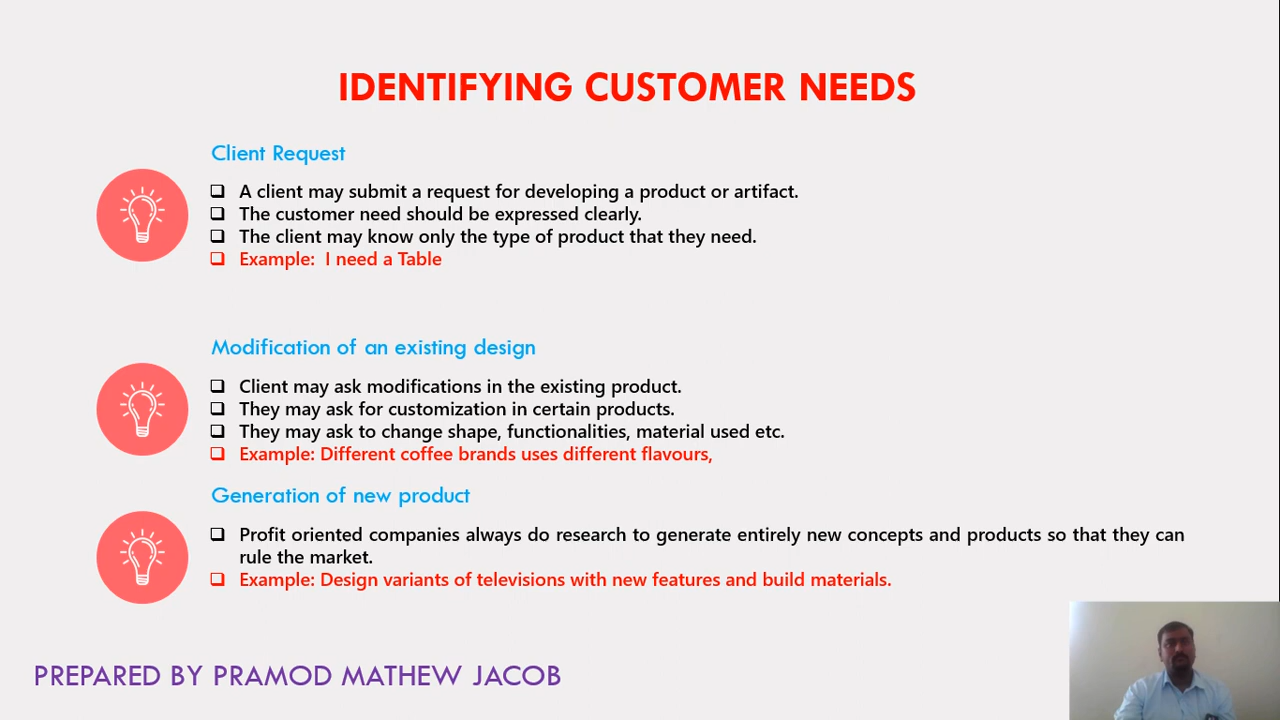 IDENTIFYING CUSTOMER NEEDS
Client Request
❑ A client may submit a request for developing a product or artifact.
❑ The customer need should be expressed clearly.
❑ The client may know only the type of product that they need.
❑ Example:  I need a Table
Modification of an existing design
❑ Client may ask modifications in the existing product.
❑ They may ask for customization in certain products.
❑ They may ask to change shape, functionalities, material used etc.
❑ Example: Different coffee brands uses different flavours,
Generation of new product
❑ Profit oriented companies always do research to generate entirely new concepts and products so that they can
rule the market.
❑ Example: Design variants of televisions with new features and build materials.
PREPARED BY PRAMOD MATHEW JACOB